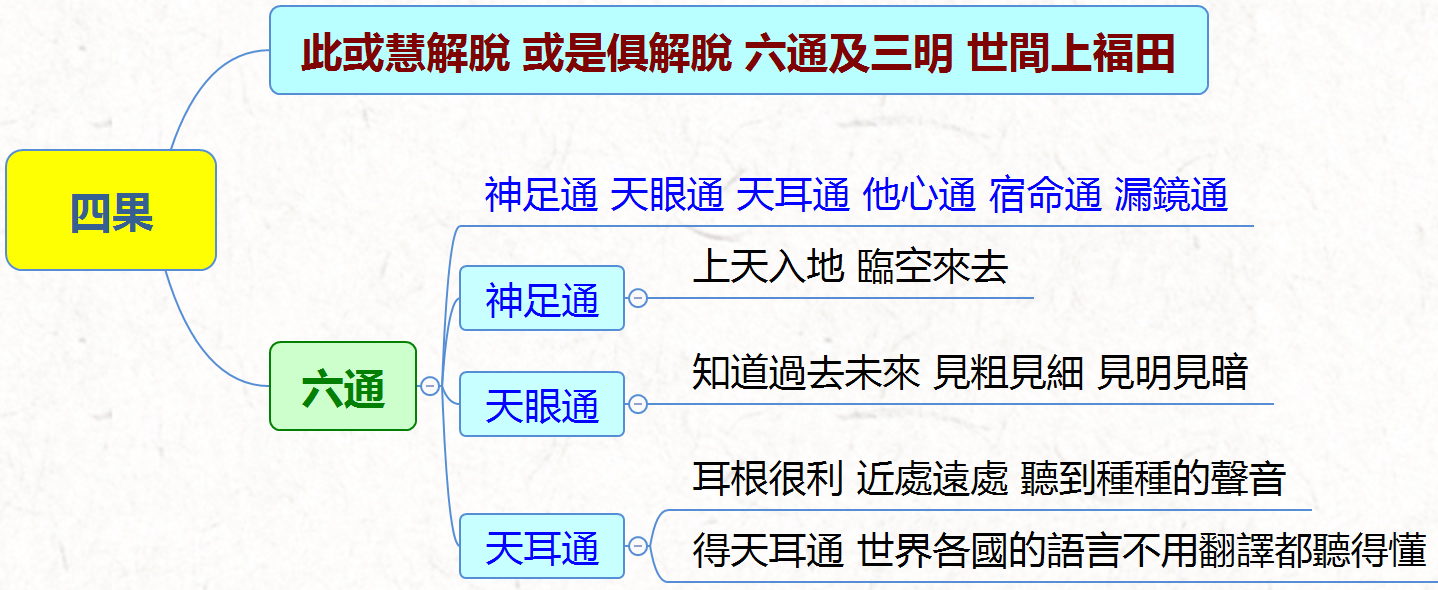 此或慧解脫 或是俱解脫 六通及三明 世間上福田
四果
神足通 天眼通 天耳通 他心通 宿命通 漏鏡通
上天入地 臨空來去
神足通
知道過去未來 見粗見細 見明見暗
六通
天眼通
耳根很利 近處遠處 聽到種種的聲音
天耳通
得天耳通 世界各國的語言不用翻譯都聽得懂